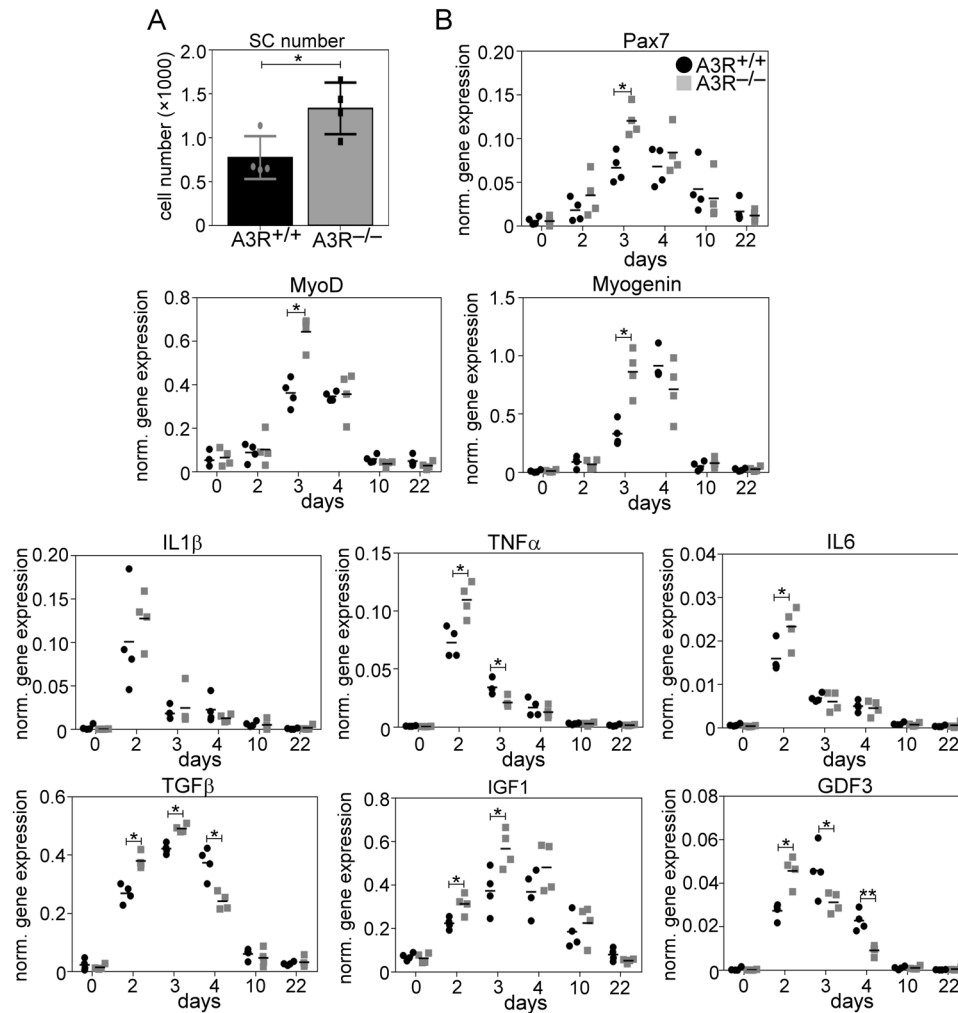 A
B
SC number
*
cell number (×1000)
2.0
1.5
1.0
0.5
0
A3R+/+
A3R−/−
Pax7
A3R+/+
A3R−/−
norm. gene expression
0.20
0.15
0.10
0.05
0
*
0 2 3 4 10 22
days
MyoD
norm. gene expression
0.8
0.6
0.4
0.2
0
*
0 2 3 4 10 22
days
Myogenin
norm. gene expression
1.5
1.0
0.5
0
*
0 2 3 4 10 22
days
IL1β
norm. gene expression
0.20
0.15
0.10
0.05
0
0 2 3 4 10 22
days
TNFα
norm. gene expression
0.15
0.10
0.05
0
* *
0 2 3 4 10 22
days
IL6
norm. gene expression
0.04
0.03
0.02
0.01
0
*
0 2 3 4 10 22
days
TGFβ
norm. gene expression
0.6
0.4
0.2
0
* * *
0 2 3 4 10 22
days
IGF1
norm. gene expression
0.8
0.6
0.4
0.2
0
* *
0 2 3 4 10 22
days
GDF3
norm. gene expression
0.08
0.06
0.04
0.02
0
* * **
0 2 3 4 10 22
days